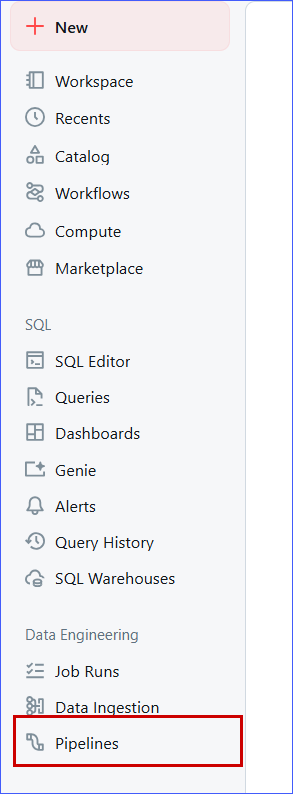 New
Workspace
Recents
Catalog
Workflows
Compute
Marketplace
SQL
SQL Editor
Queries
Dashboards
Genie
Alerts
Query History
SQL Warehouses
Data Engineering
Job Runs
Data Ingestion
Pipelines